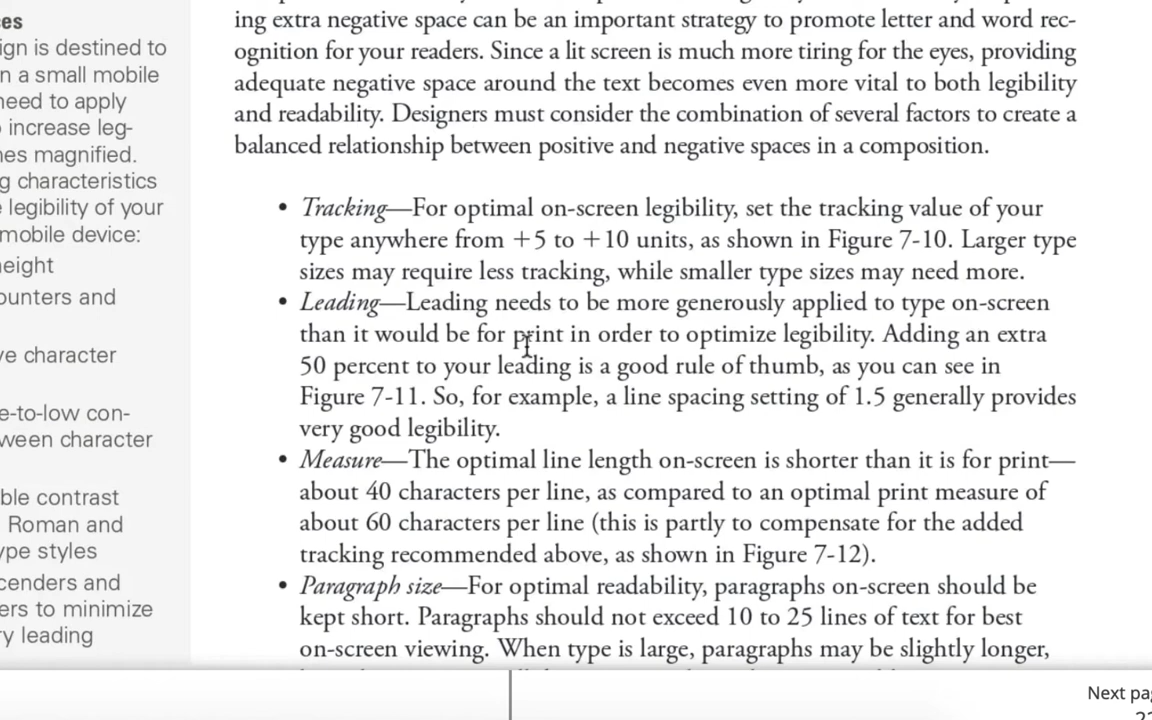 ces
ign is destined to
n a small mobile
need to apply
o increase leg-
mes magnified.
g characteristics
e legibility of your
mobile device:
eight
ounters and
ve character
e-to-low con-
ween character
ble contrast
Roman and
ype styles
cenders and
ers to minimize
ry leading
ing extra negative space can be an important strategy to promote letter and word rec-
ognition for your readers. Since a lit screen is much more tiring for the eyes, providing
adequate negative space around the text becomes even more vital to both legibility
and readability. Designers must consider the combination of several factors to create a
balanced relationship between positive and negative spaces in a composition.
• Tracking—For optimal on-screen legibility, set the tracking value of your
type anywhere from +5 to +10 units, as shown in Figure 7-10. Larger type
sizes may require less tracking, while smaller type sizes may need more.
• Leading—Leading needs to be more generously applied to type on-screen
than it would be for print in order to optimize legibility. Adding an extra
50 percent to your leading is a good rule of thumb, as you can see in
Figure 7-11. So, for example, a line spacing setting of 1.5 generally provides
very good legibility.
• Measure—The optimal line length on-screen is shorter than it is for print—
about 40 characters per line, as compared to an optimal print measure of
about 60 characters per line (this is partly to compensate for the added
tracking recommended above, as shown in Figure 7-12).
• Paragraph size—For optimal readability, paragraphs on-screen should be
kept short. Paragraphs should not exceed 10 to 25 lines of text for best
on-screen viewing. When type is large, paragraphs may be slightly longer,
Next pag